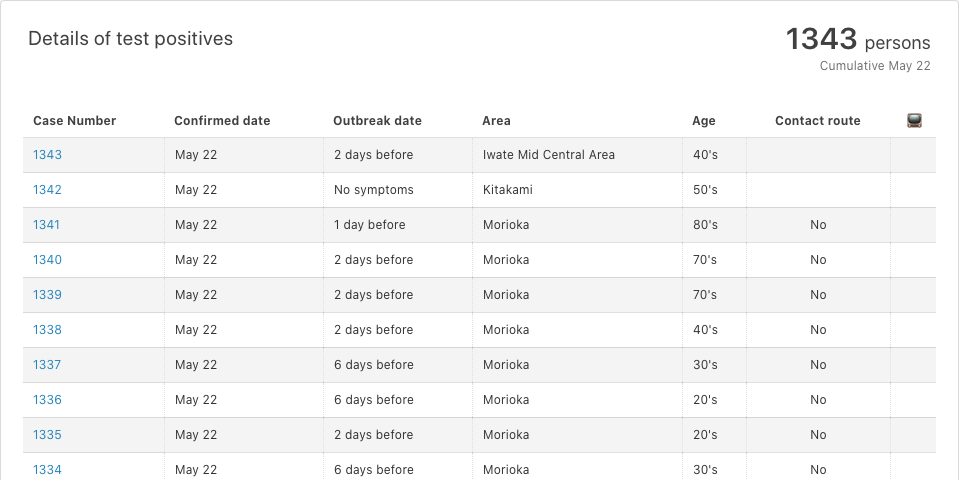 Details of test positives
1343 persons
Cumulative May 22
Case Number Confirmed date Outbreak date Area Age Contact route
1343 May 22 2 days before Iwate Mid Central Area 40's
1342 May 22 No symptoms Kitakami 50's
1341 May 22 1 day before Morioka 80's No
1340 May 22 2 days before Morioka 70's No
1339 May 22 2 days before Morioka 70's No
1338 May 22 2 days before Morioka 40's No
1337 May 22 6 days before Morioka 30's No
1336 May 22 6 days before Morioka 20's No
1335 May 22 2 days before Morioka 20's No
1334 May 22 6 days before Morioka 30's No